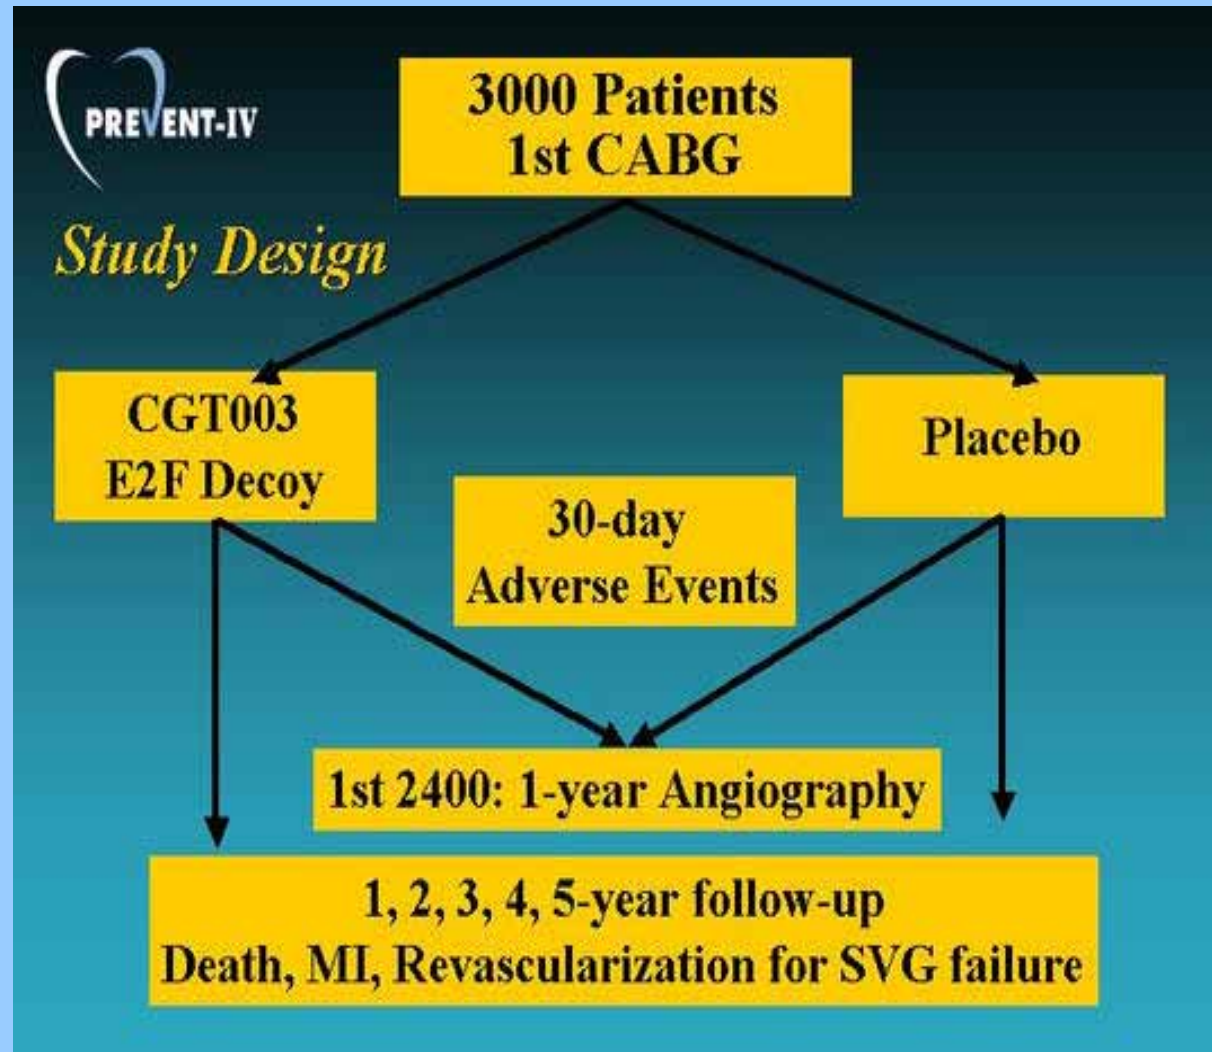 PREVENT-IV
3000 Patients
1st CABG
Study Design
CGT003
E2F Decoy
Placebo
30-day
Adverse Events
1st 2400: 1-year Angiography
1, 2, 3, 4, 5-year follow-up
Death, MI, Revascularization for SVG failure